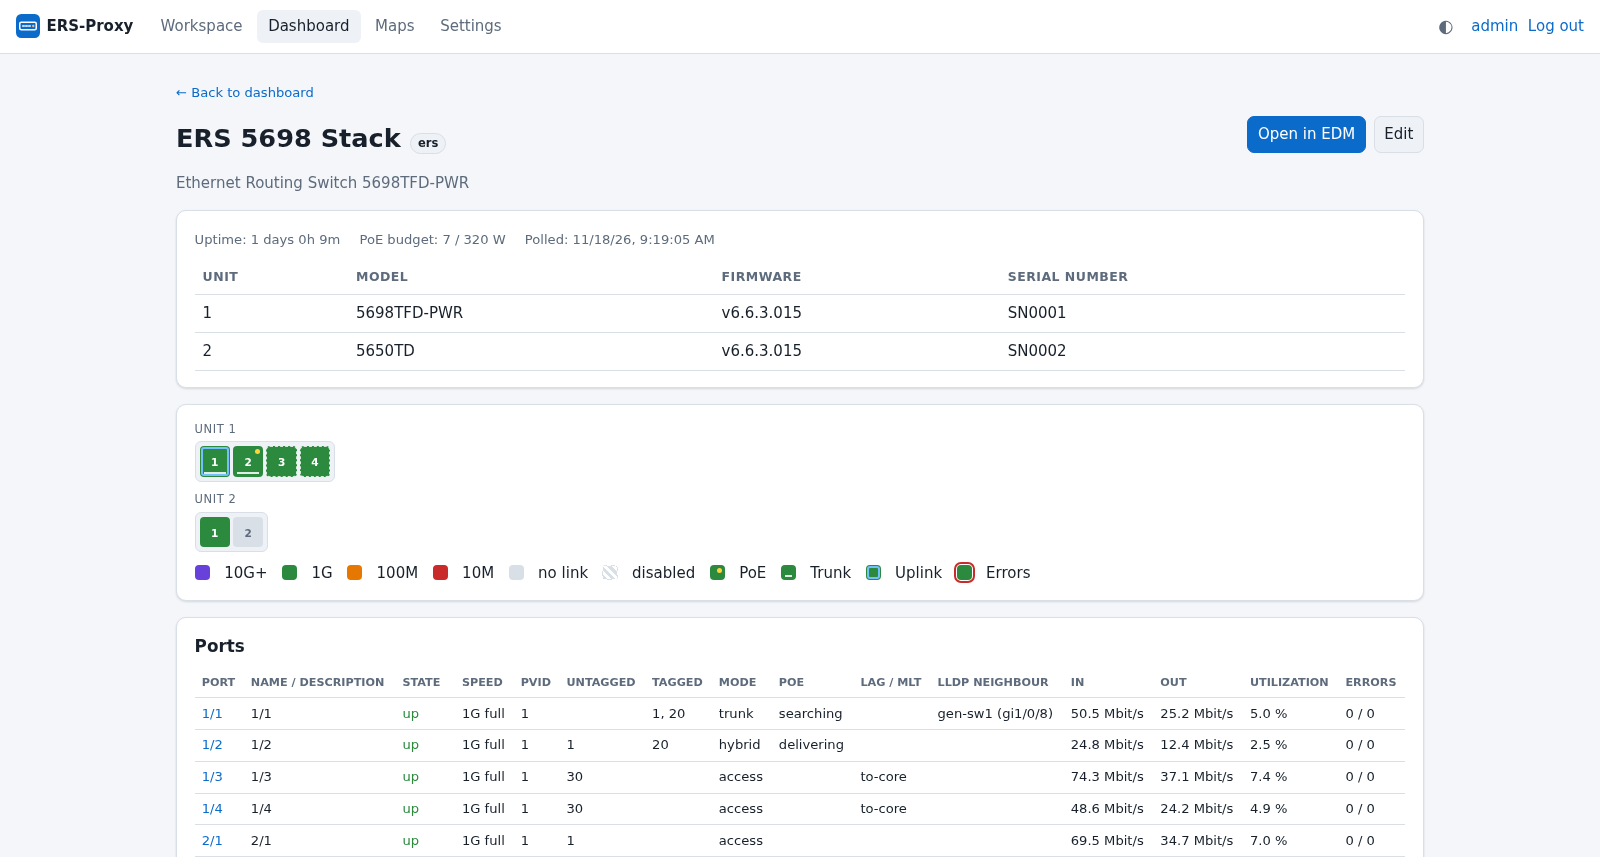 ERS-Proxy Workspace Dashboard Maps Settings admin Log out
← Back to dashboard
ERS 5698 Stack ers Open in EDM Edit
Ethernet Routing Switch 5698TFD-PWR
Uptime: 1 days 0h 9m PoE budget: 7 / 320 W Polled: 11/18/26, 9:19:05 AM
UNIT MODEL FIRMWARE SERIAL NUMBER
1 5698TFD-PWR v6.6.3.015 SN0001
2 5650TD v6.6.3.015 SN0002
UNIT 1
1 2 3 4
UNIT 2
1 2
10G+ 1G 100M 10M no link disabled PoE Trunk Uplink Errors
Ports
PORT NAME / DESCRIPTION STATE SPEED PVID UNTAGGED TAGGED MODE POE LAG / MLT LLDP NEIGHBOUR IN OUT UTILIZATION ERRORS
1/1 1/1 up 1G full 1 1, 20 trunk searching gen-sw1 (gi1/0/8) 50.5 Mbit/s 25.2 Mbit/s 5.0 % 0 / 0
1/2 1/2 up 1G full 1 1 20 hybrid delivering 24.8 Mbit/s 12.4 Mbit/s 2.5 % 0 / 0
1/3 1/3 up 1G full 1 30 access to-core 74.3 Mbit/s 37.1 Mbit/s 7.4 % 0 / 0
1/4 1/4 up 1G full 1 30 access to-core 48.6 Mbit/s 24.2 Mbit/s 4.9 % 0 / 0
2/1 2/1 up 1G full 1 1 access 69.5 Mbit/s 34.7 Mbit/s 7.0 % 0 / 0